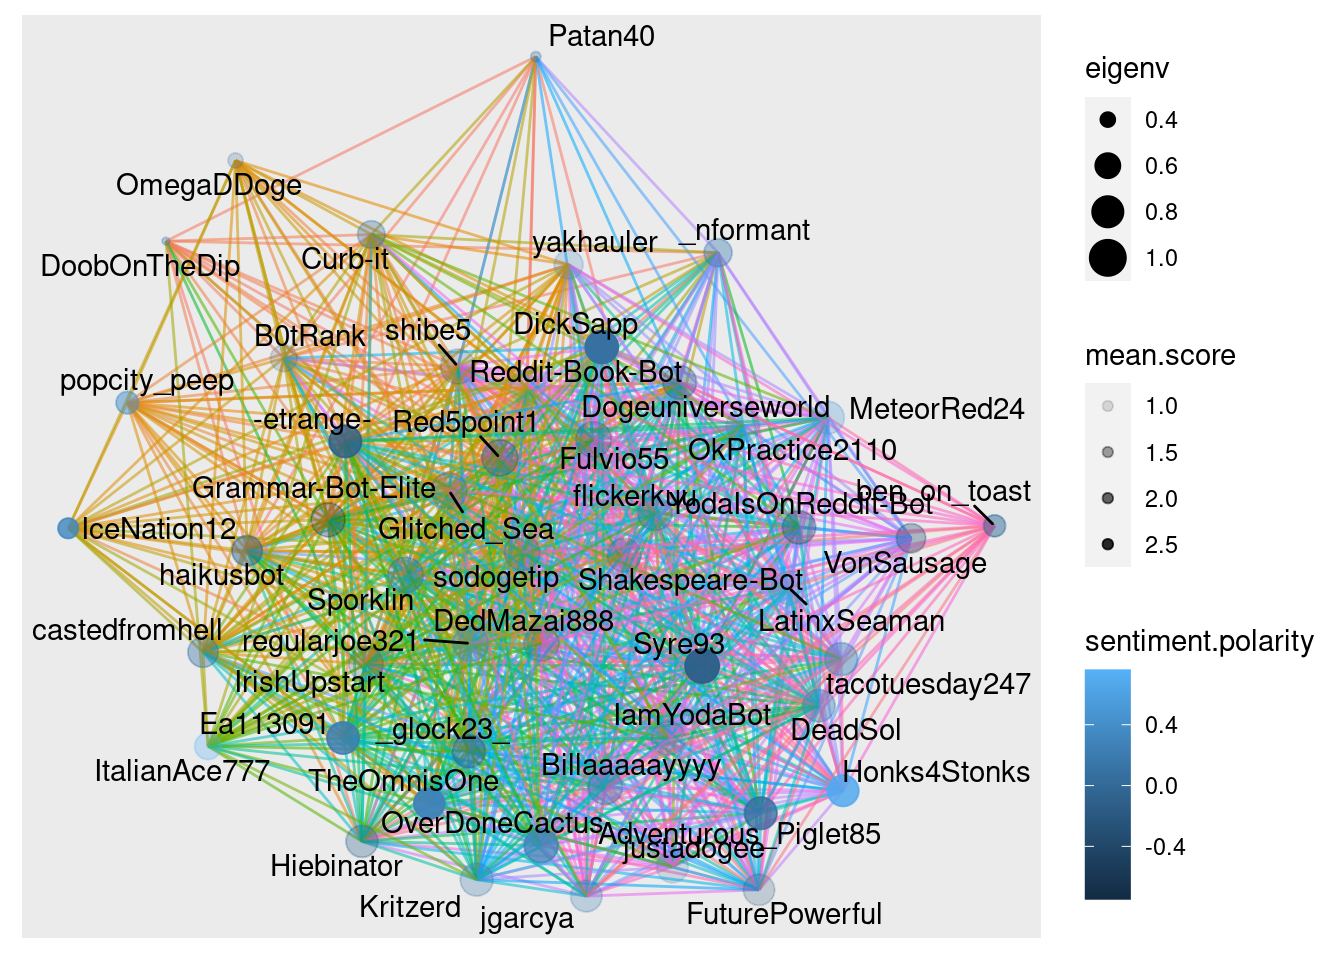 Patan40
OmegaDDoge
DoobOnTheDip
Curb-it
yakhauler
_nformant
B0tRank
shibe5
DickSapp
popcity_peep
Reddit-Book-Bot
-etrange-
Red5point1
Dogeuniverseworld
MeteorRed24
OkPractice2110
Fulvio55
Grammar-Bot-Elite
flickerkuu
YodaIsOnReddit-Bot
ben_on_toast
IceNation12
Glitched_Sea
VonSausage
haikusbot
sodogetip
Shakespeare-Bot
Sporklin
DedMazai888
LatinxSeaman
castedfromhell
regularjoe321
Syre93
IrishUpstart
tacotuesday247
IamYodaBot
Ea113091
_glock23_
DeadSol
ItalianAce777
TheOmnisOne
Billaaaaayyyy
Honks4Stonks
OverDoneCactus
Adventurous_Piglet85
justadogee
Hiebinator
Kritzerd
jgarcya
FuturePowerful
eigenv
0.4
0.6
0.8
1.0
mean.score
1.0
1.5
2.0
2.5
sentiment.polarity
0.4
0.0
-0.4